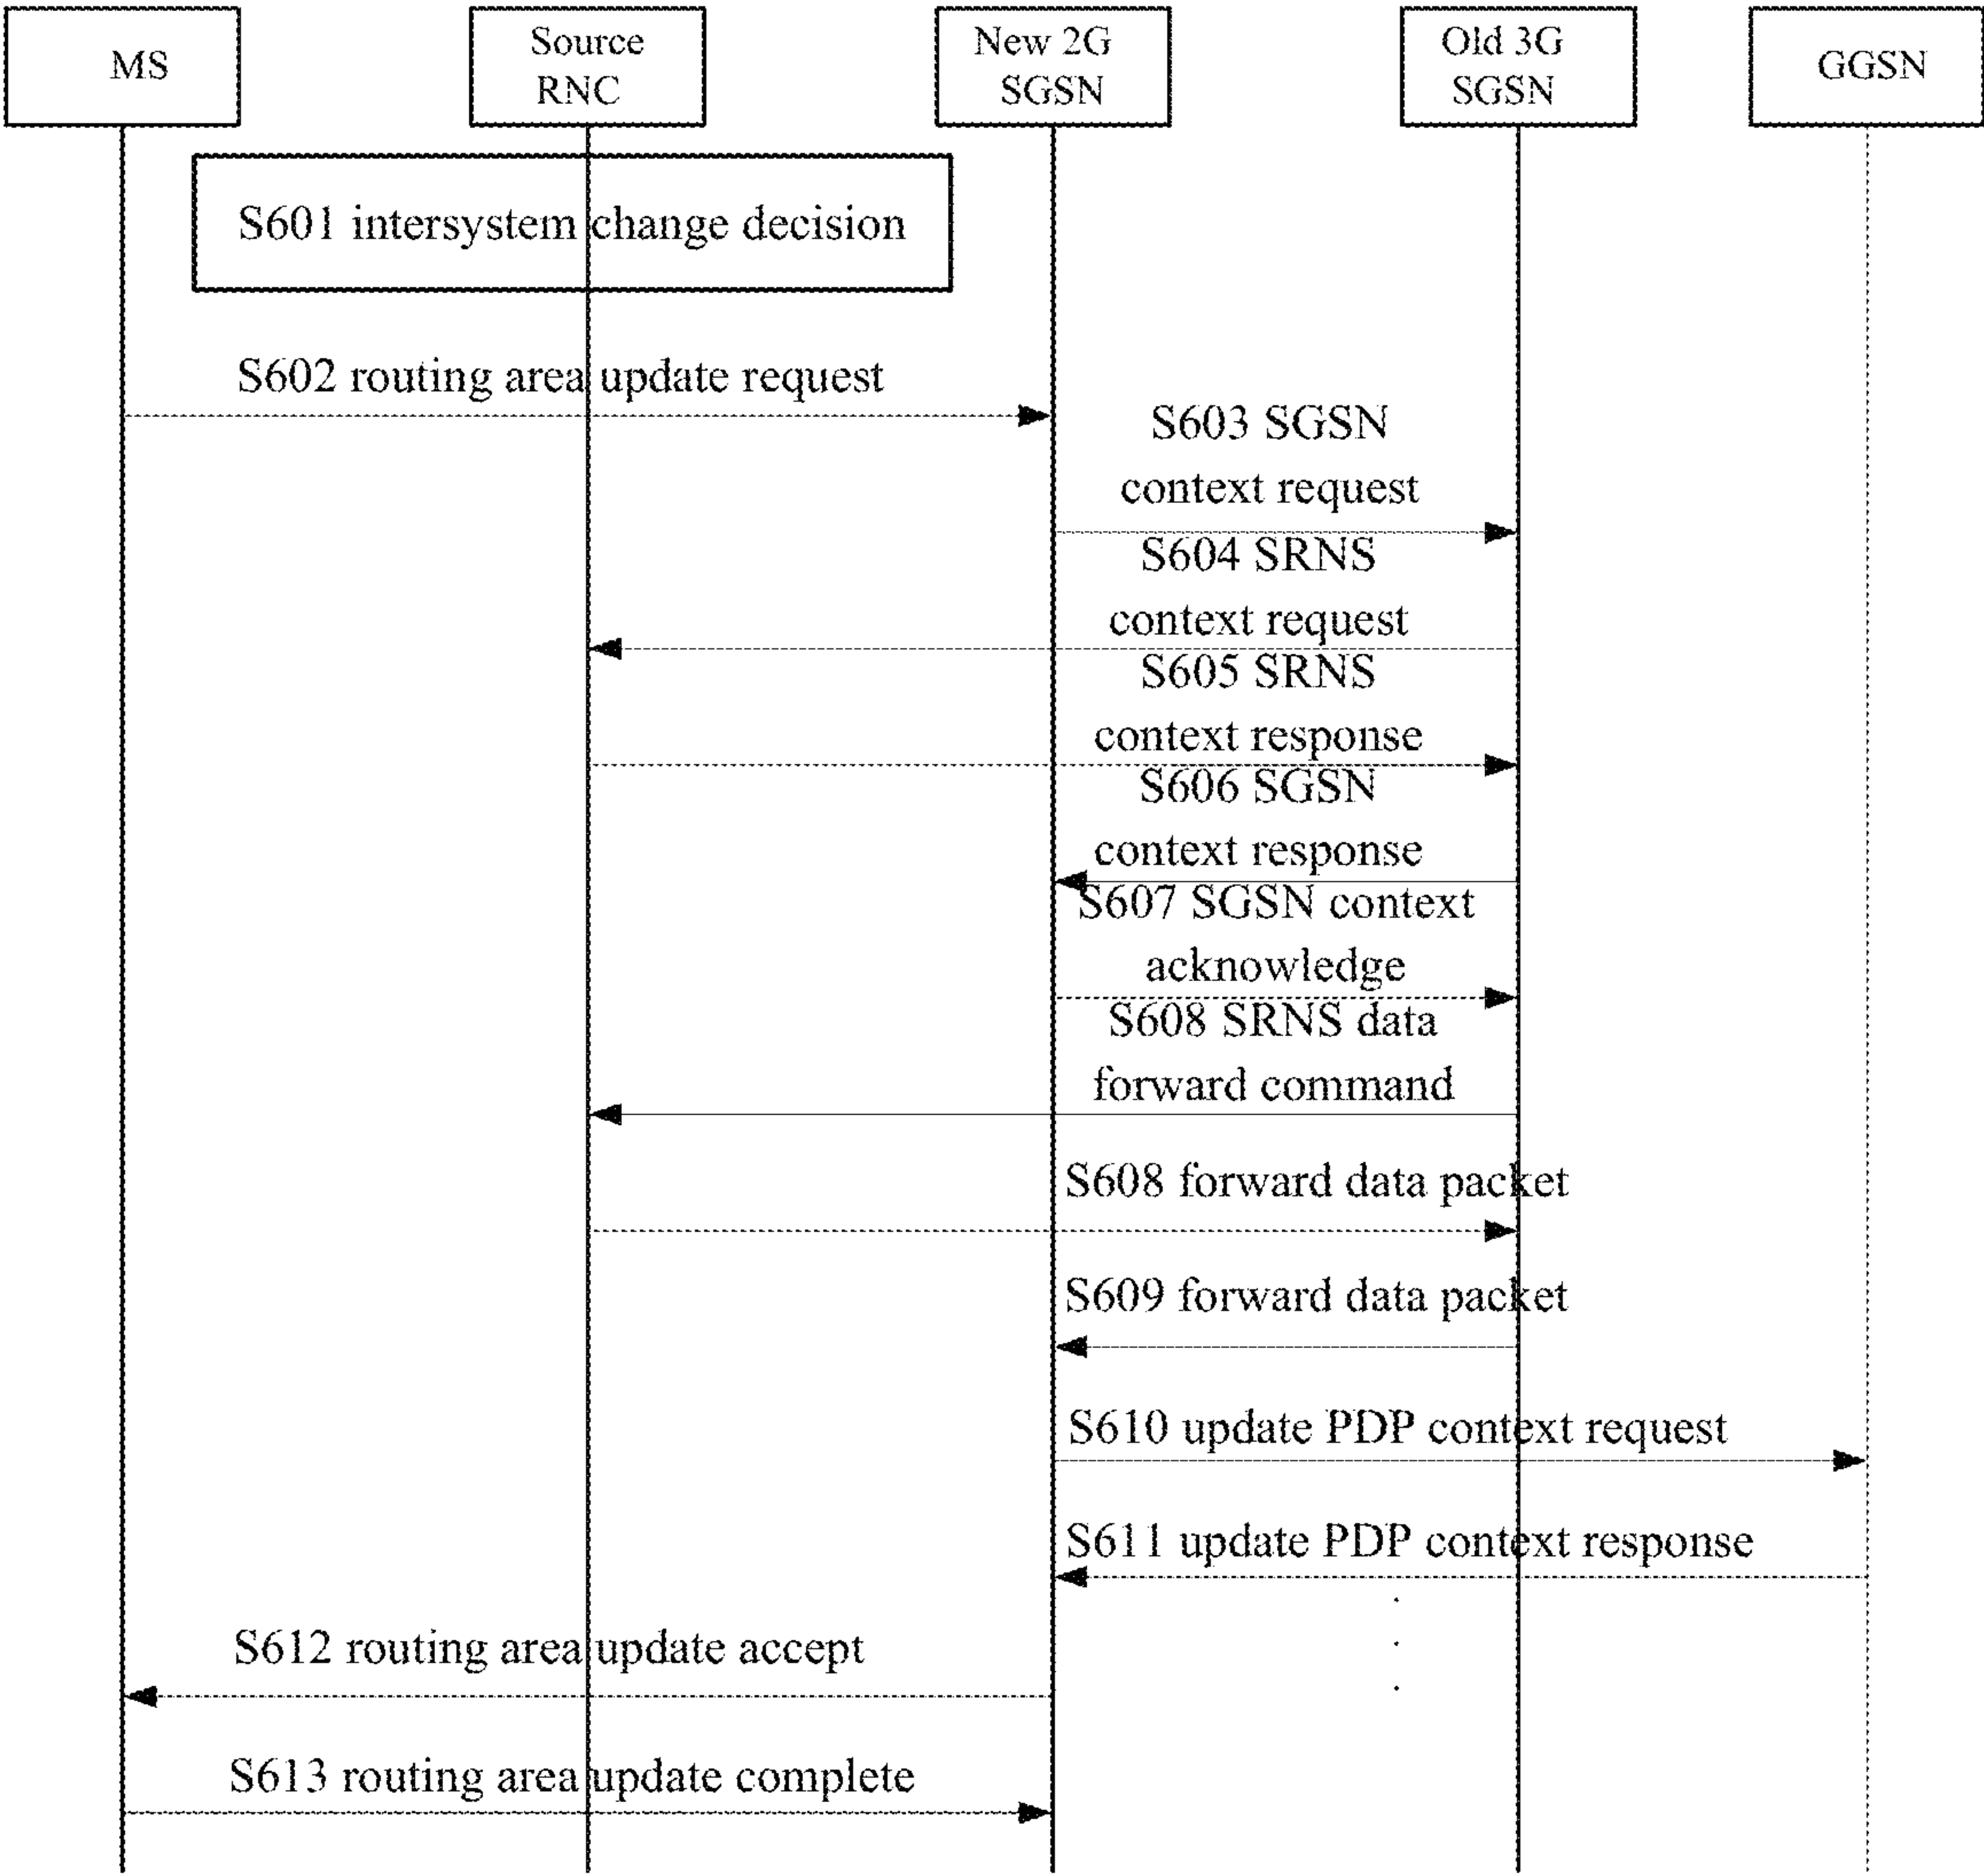 MS
Source
RNC
New 2G
SGSN
Old 3G
SGSN
GGSN
S601 intersystem change decision
S602 routing area update request
S603 SGSN
context request
S604 SRNS
context request
S605 SRNS
context response
S606 SGSN
context response
S607 SGSN context
acknowledge
S608 SRNS data
forward command
S608 forward data packet
S609 forward data packet
S610 update PDP context request
S611 update PDP context response
S612 routing area update accept
S613 routing area update complete